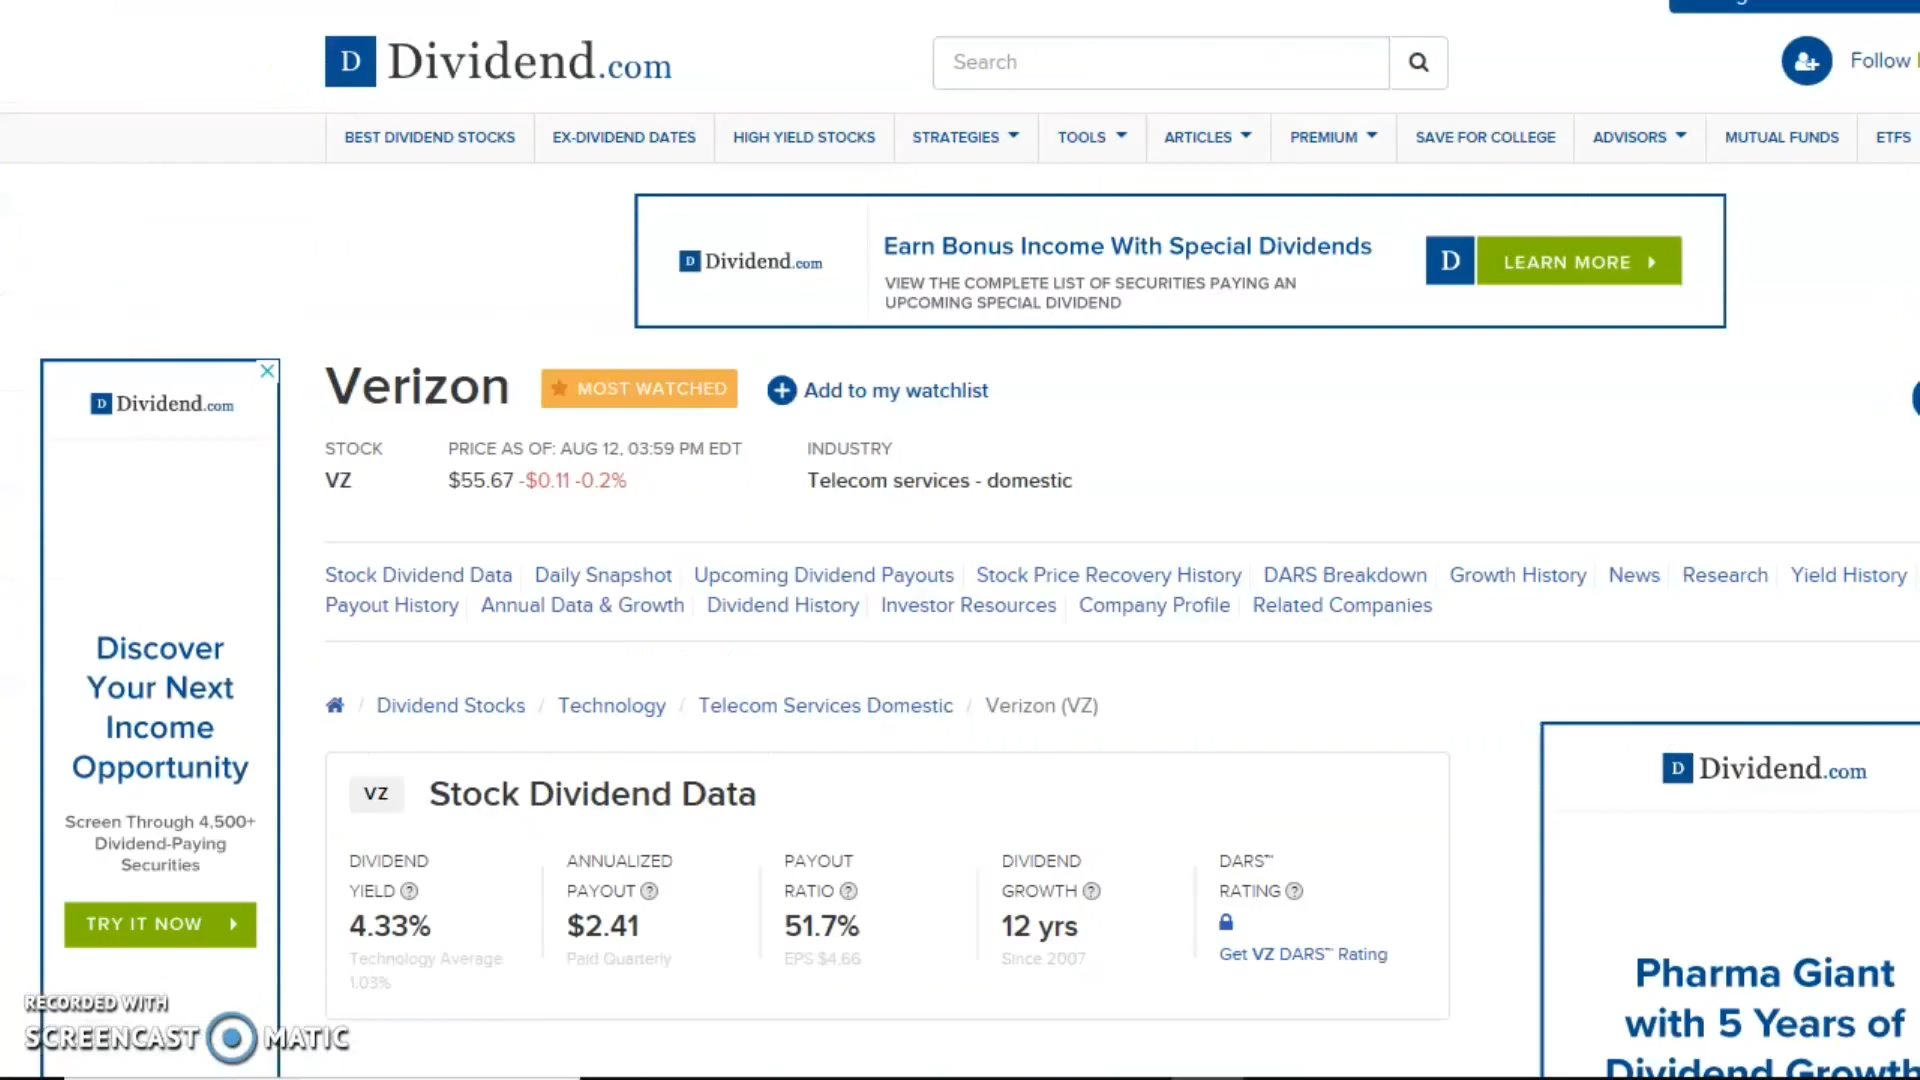 D Dividend.com
Search
Follow
BEST DIVIDEND STOCKS EX-DIVIDEND DATES HIGH YIELD STOCKS STRATEGIES TOOLS ARTICLES PREMIUM SAVE FOR COLLEGE ADVISORS MUTUAL FUNDS ETFS
D Dividend.com
Earn Bonus Income With Special Dividends
VIEW THE COMPLETE LIST OF SECURITIES PAYING AN
UPCOMING SPECIAL DIVIDEND
D LEARN MORE
D Dividend.com
Discover
Your Next
Income
Opportunity
Screen Through 4,500+
Dividend-Paying
Securities
TRY IT NOW
Verizon MOST WATCHED Add to my watchlist
STOCK PRICE AS OF: AUG 12, 03:59 PM EDT INDUSTRY
VZ $55.67 -$0.11 -0.2% Telecom services - domestic
Stock Dividend Data Daily Snapshot Upcoming Dividend Payouts Stock Price Recovery History DARS Breakdown Growth History News Research Yield History
Payout History Annual Data & Growth Dividend History Investor Resources Company Profile Related Companies
/ Dividend Stocks / Technology / Telecom Services Domestic / Verizon (VZ)
VZ Stock Dividend Data
DIVIDEND ANNUALIZED PAYOUT DIVIDEND DARS™
YIELD ? PAYOUT ? RATIO ? GROWTH ? RATING ?
4.33% $2.41 51.7% 12 yrs
Technology Average Paid Quarterly EPS $4.66 Since 2007 Get VZ DARS™ Rating
1.03%
D Dividend.com
Pharma Giant
with 5 Years of
Dividend Growth
RECORDED WITH
SCREENCAST MATIC